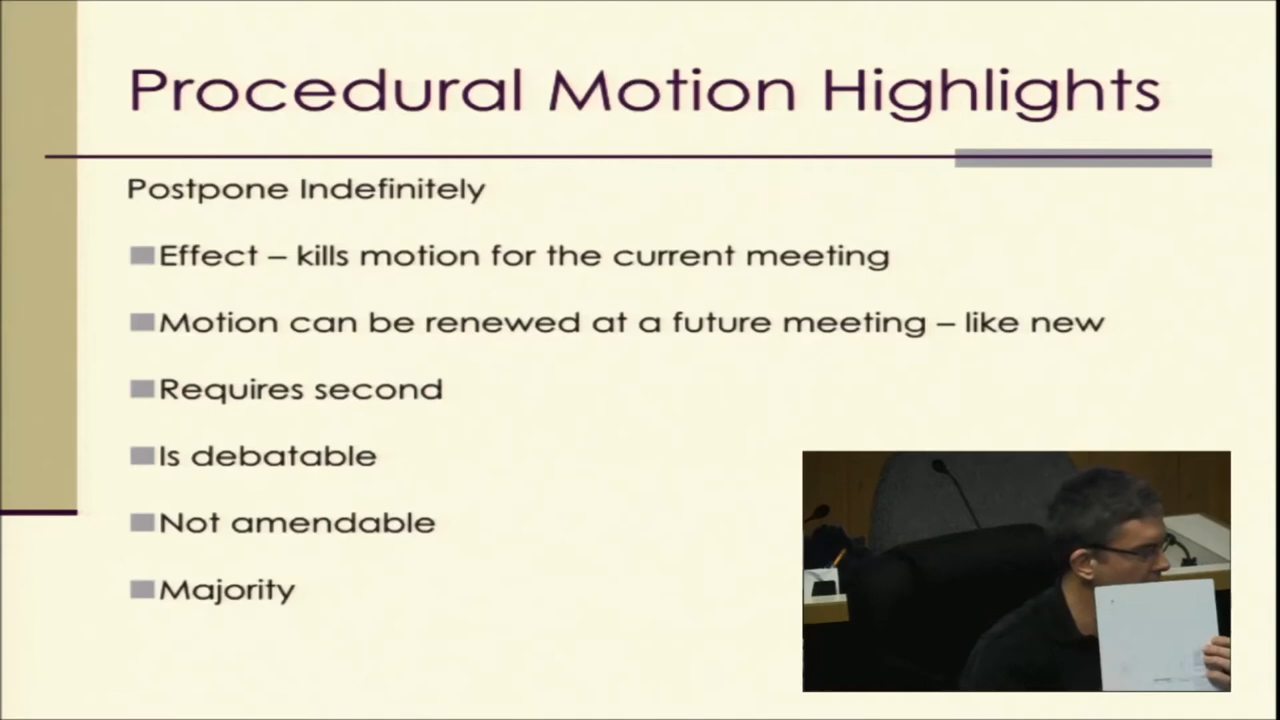 Procedural Motion Highlights
Postpone Indefinitely
Effect – kills motion for the current meeting
Motion can be renewed at a future meeting – like new
Requires second
Is debatable
Not amendable
Majority